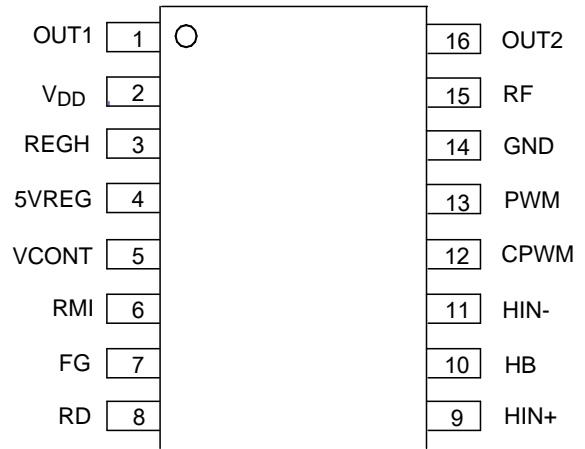 OUT1 1 16 OUT2
VDD 2 15 RF
REGH 3 14 GND
5VREG 4 13 PWM
VCONT 5 12 CPWM
RMI 6 11 HIN-
FG 7 10 HB
RD 8 9 HIN+